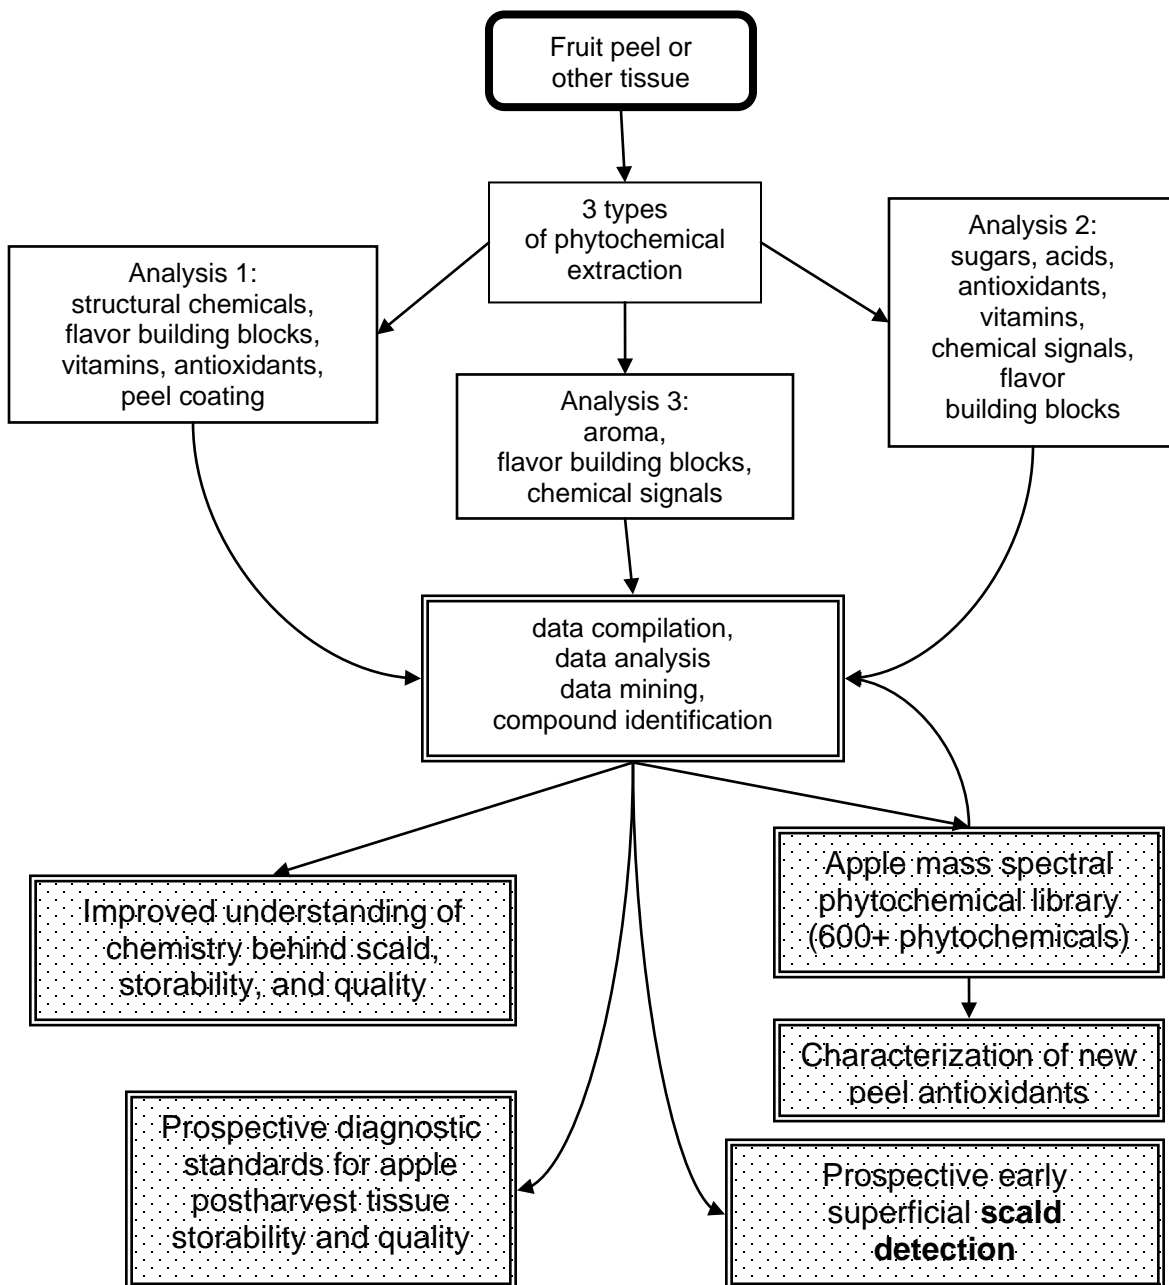 Fruit peel or
other tissue
3 types
of phytochemical
extraction
Analysis 1:
structural chemicals,
flavor building blocks,
vitamins, antioxidants,
peel coating
Analysis 2:
sugars, acids,
antioxidants,
vitamins,
chemical signals,
flavor
building blocks
Analysis 3:
aroma,
flavor building blocks,
chemical signals
data compilation,
data analysis
data mining,
compound identification
Improved understanding of
chemistry behind scald,
storability, and quality
Apple mass spectral
phytochemical library
(600+ phytochemicals)
Characterization of new
peel antioxidants
Prospective diagnostic
standards for apple
postharvest tissue
storability and quality
Prospective early
superficial scald
detection